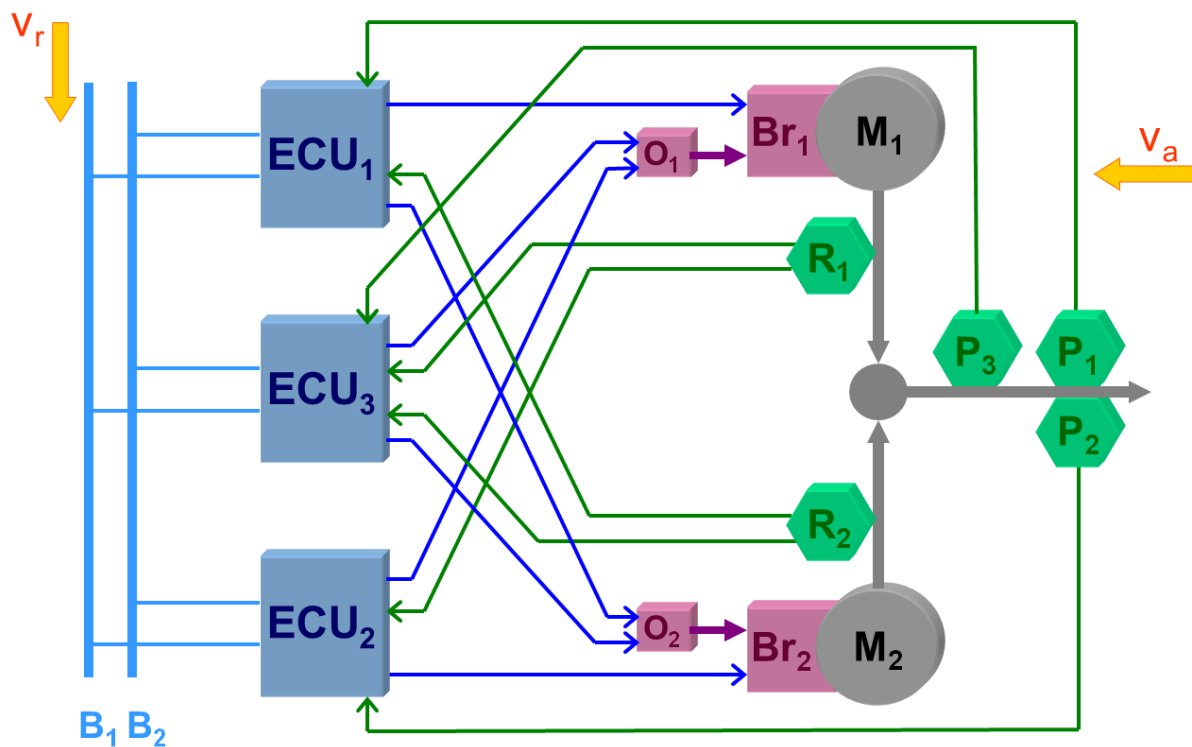 vᵣ
ECU₁
O₁
Br₁
M₁
vₐ
R₁
ECU₃
P₃
P₁
P₂
R₂
ECU₂
O₂
Br₂
M₂
B₁ B₂